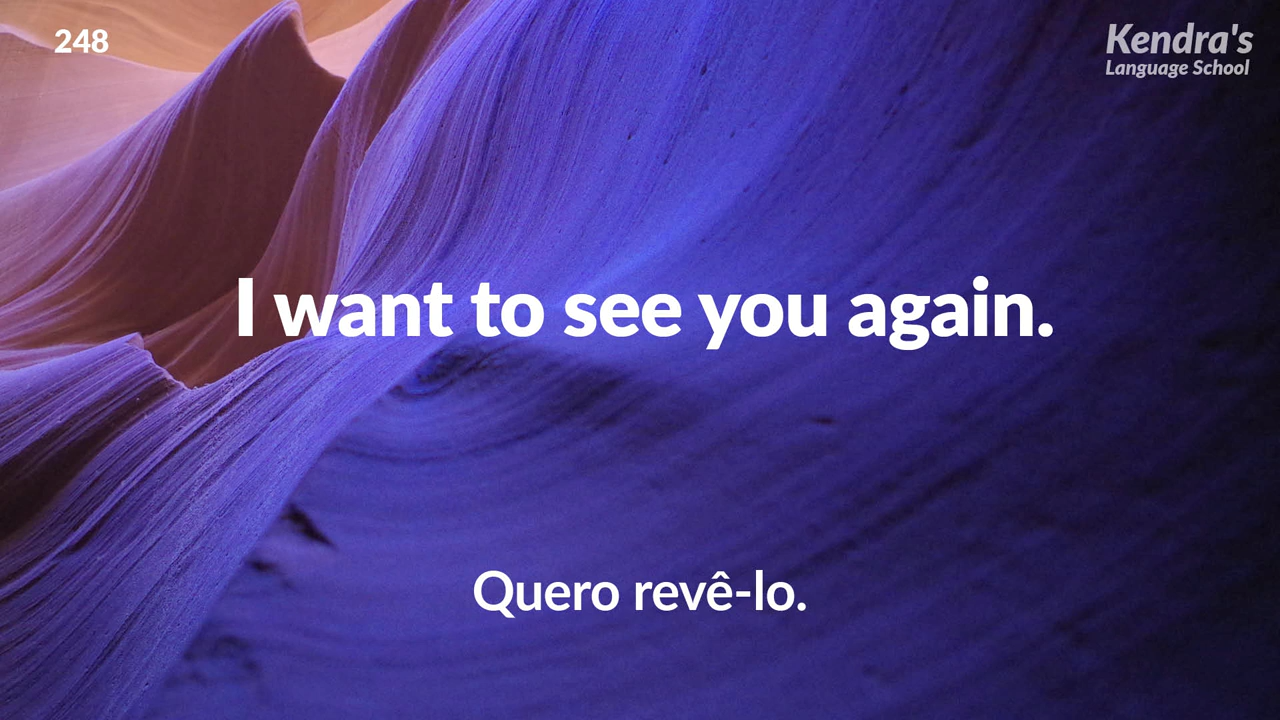 248
Kendra's
Language School
I want to see you again.
Quero revê-lo.